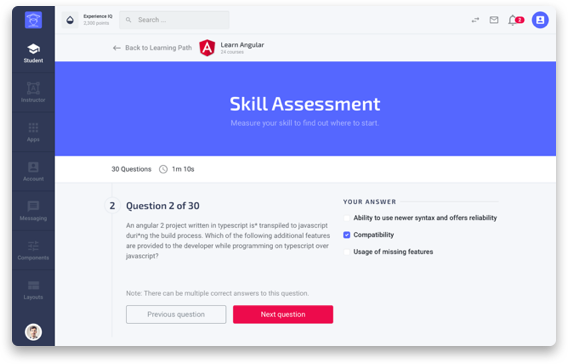 Experience IQ
2,300 points
Search ...
2
Student
Instructor
Apps
Account
Messaging
Components
Layouts
Back to Learning Path
Learn Angular
24 courses
Skill Assessment
Measure your skill to find out where to start.
30 Questions
1m 10s
2
Question 2 of 30
An angular 2 project written in typescript is* transpiled to javascript
duri*ng the build process. Which of the following additional features
are provided to the developer while programming on typescript over
javascript?
Note: There can be multiple correct answers to this question.
Previous question
Next question
YOUR ANSWER
Ability to use newer syntax and offers reliability
Compatibility
Usage of missing features